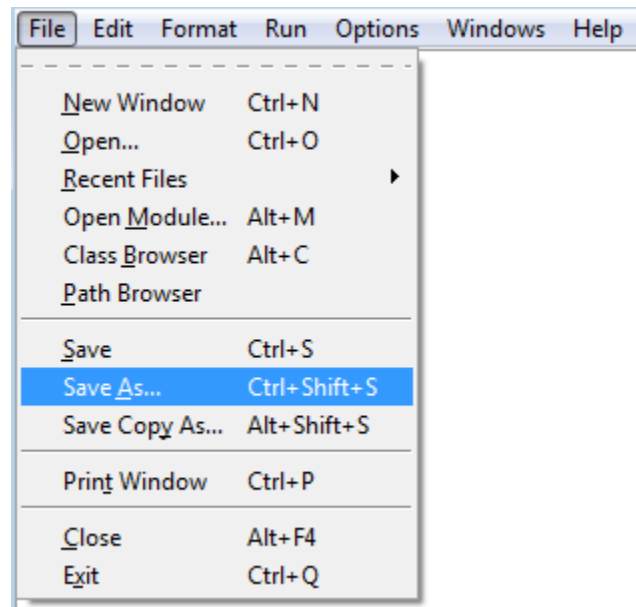 File Edit Format Run Options Windows Help
New Window Ctrl+N
Open... Ctrl+O
Recent Files
Open Module... Alt+M
Class Browser Alt+C
Path Browser
Save Ctrl+S
Save As... Ctrl+Shift+S
Save Copy As... Alt+Shift+S
Print Window Ctrl+P
Close Alt+F4
Exit Ctrl+Q